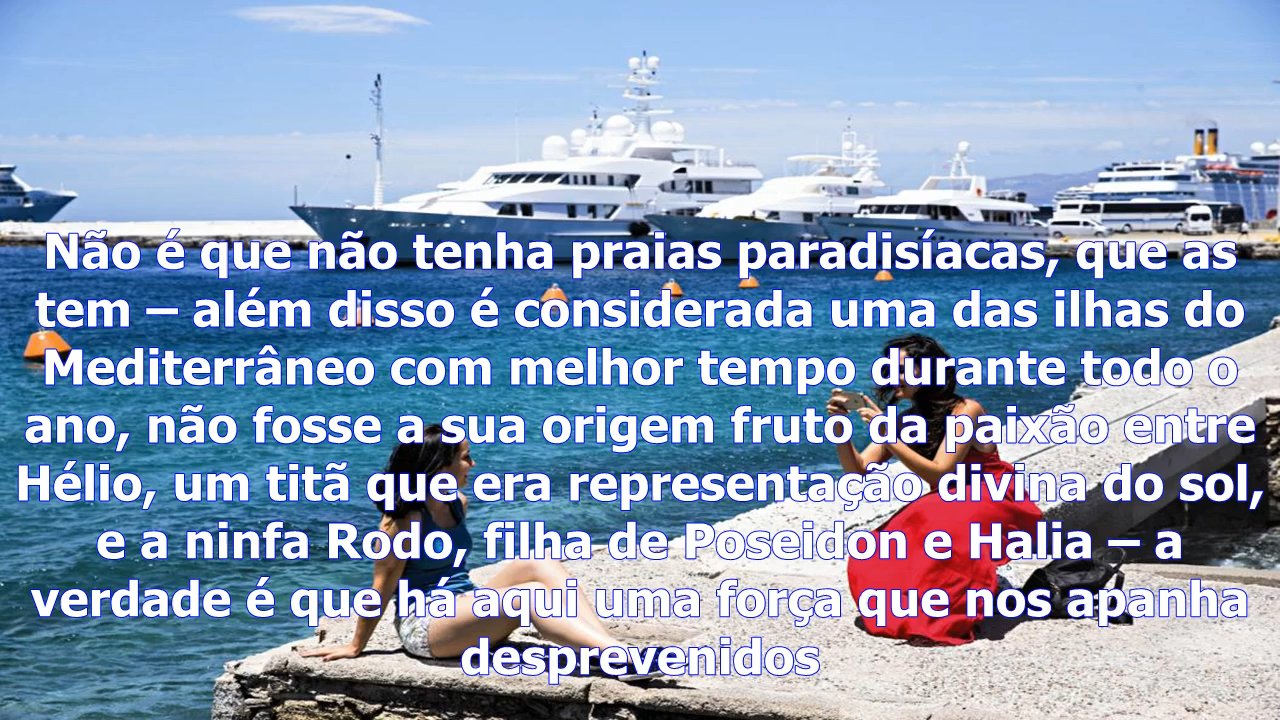 Não é que não tenha praias paradisíacas, que as
tem – além disso é considerada uma das ilhas do
Mediterrâneo com melhor tempo durante todo o
ano, não fosse a sua origem fruto da paixão entre
Hélio, um titã que era representação divina do sol,
e a ninfa Rodo, filha de Poseidon e Halia – a
verdade é que há aqui uma força que nos apanha
desprevenidos